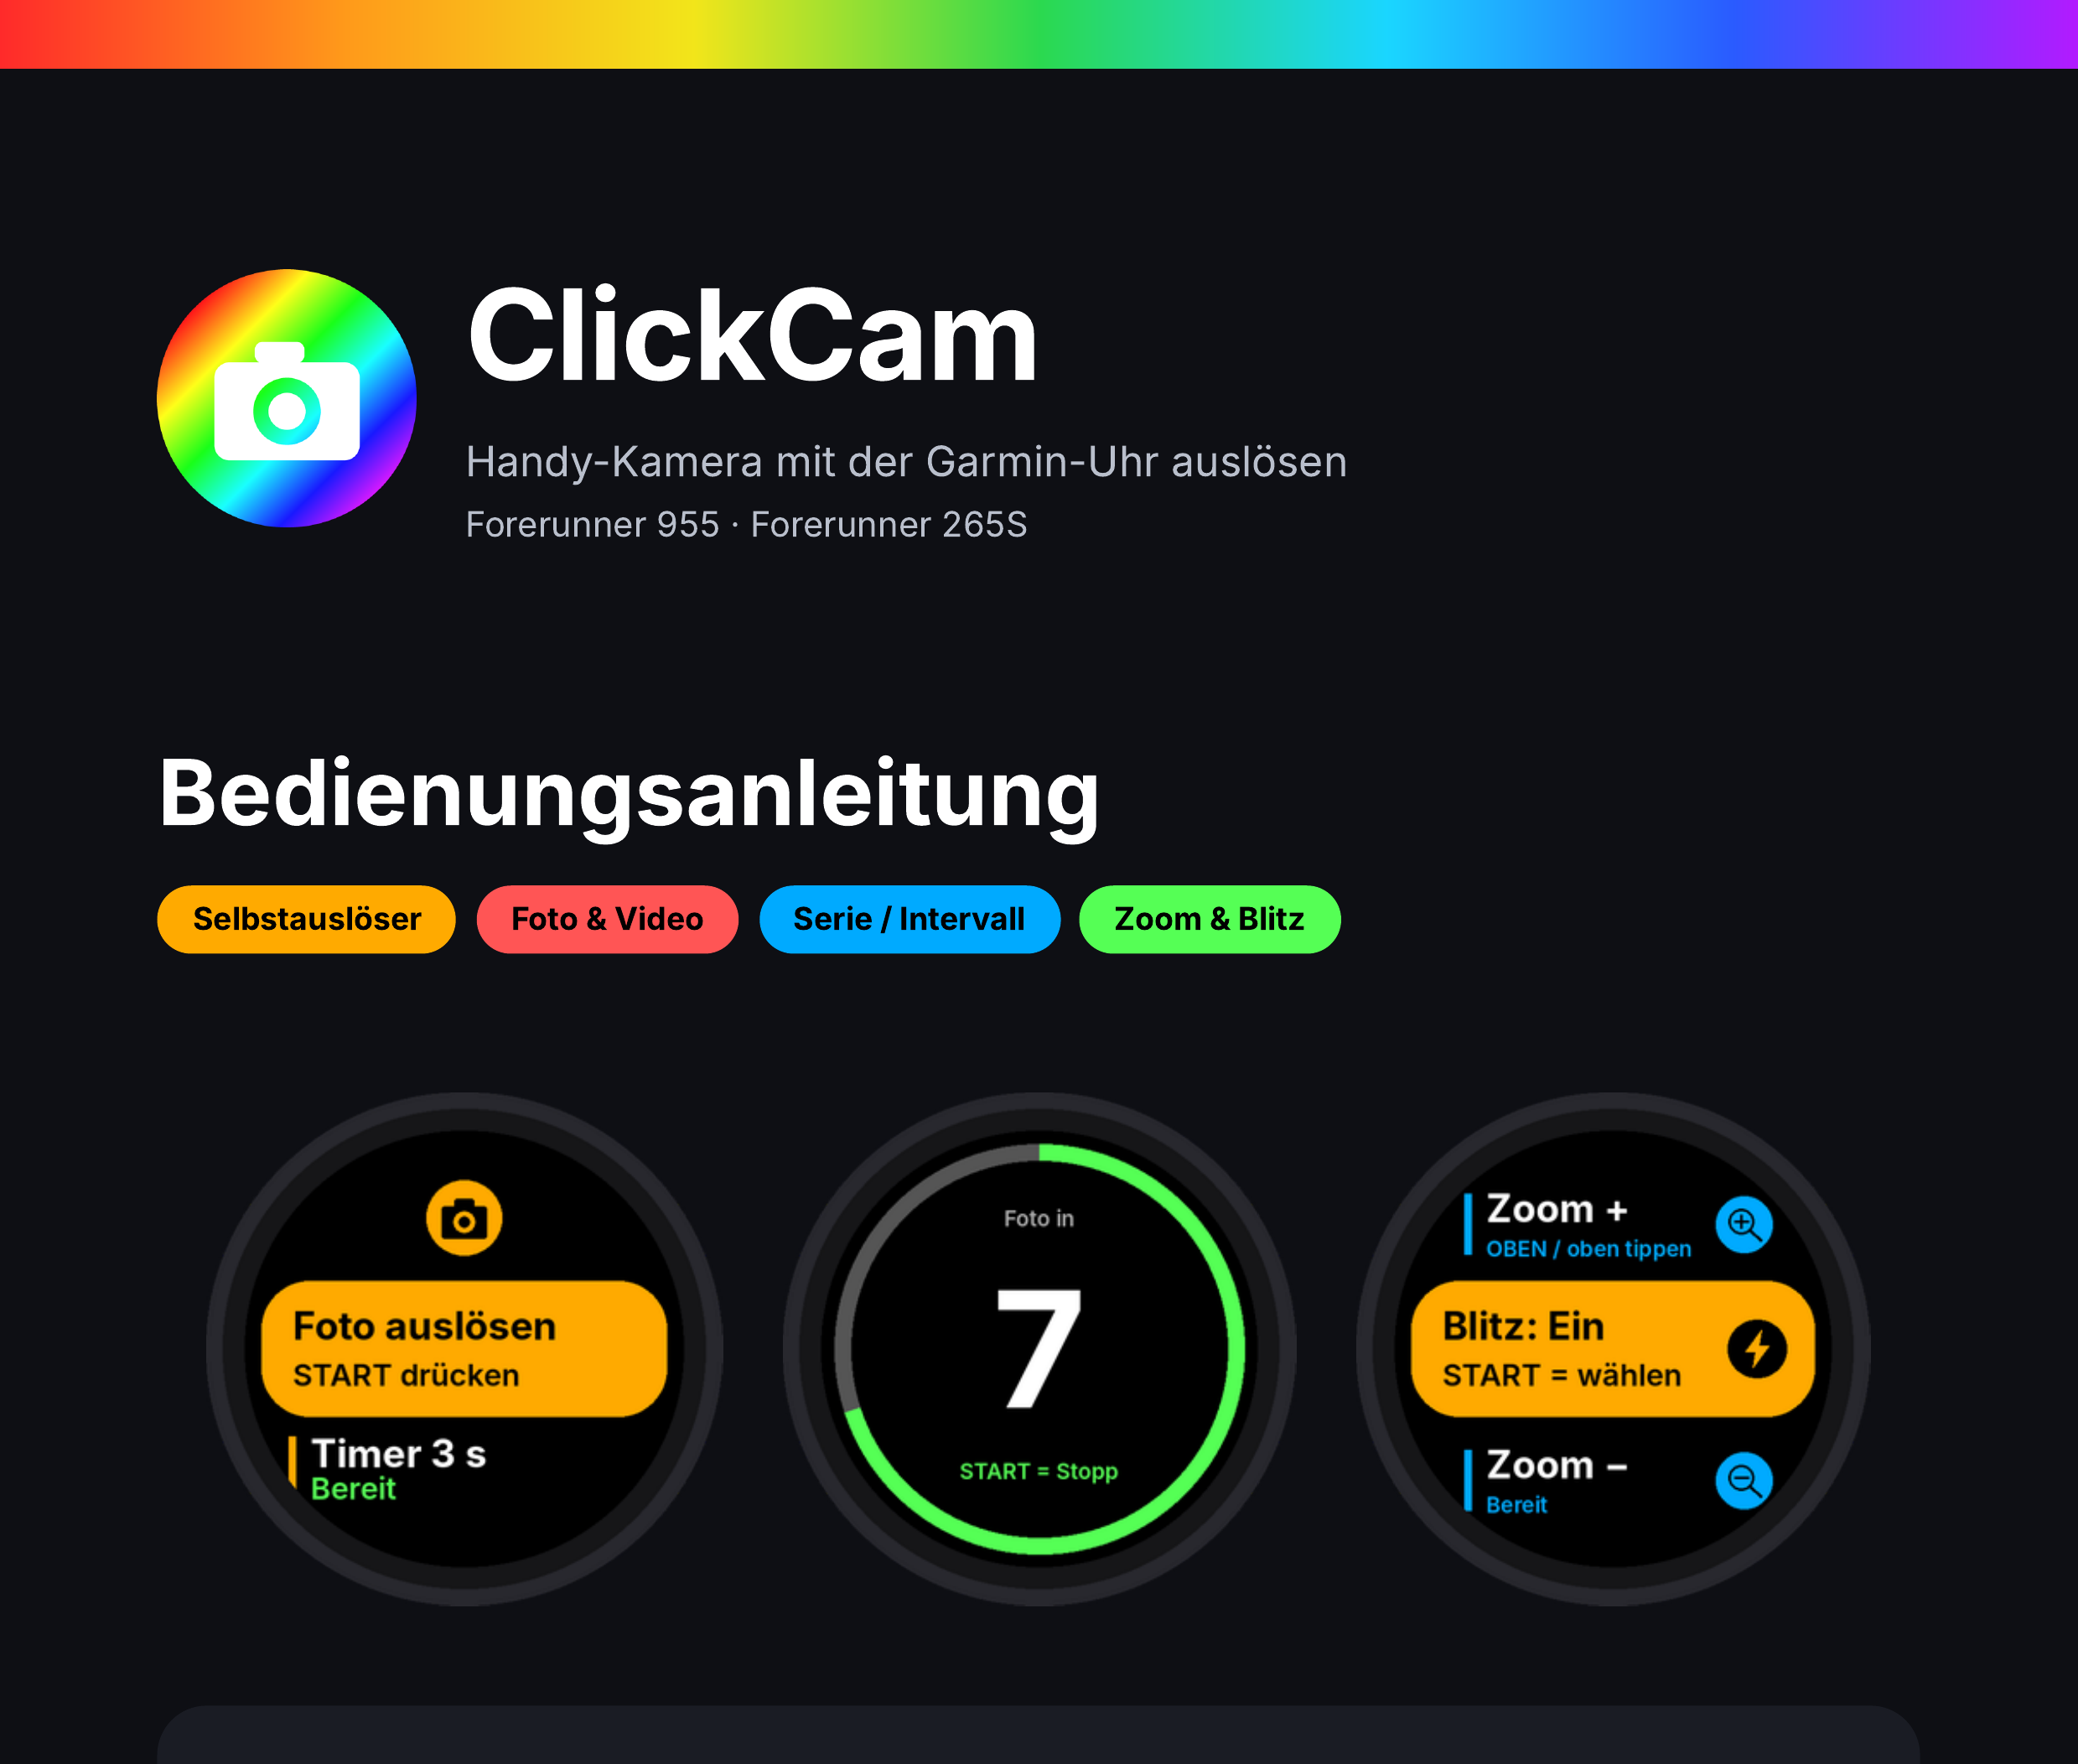 ClickCam
Handy-Kamera mit der Garmin-Uhr auslösen
Forerunner 955 · Forerunner 265S
Bedienungsanleitung
Selbstauslöser
Foto & Video
Serie / Intervall
Zoom & Blitz
Foto auslösen
START drücken
Timer 3 s
Bereit
Foto in
7
START = Stopp
Zoom +
OBEN / oben tippen
Blitz: Ein
START = wählen
Zoom –
Bereit